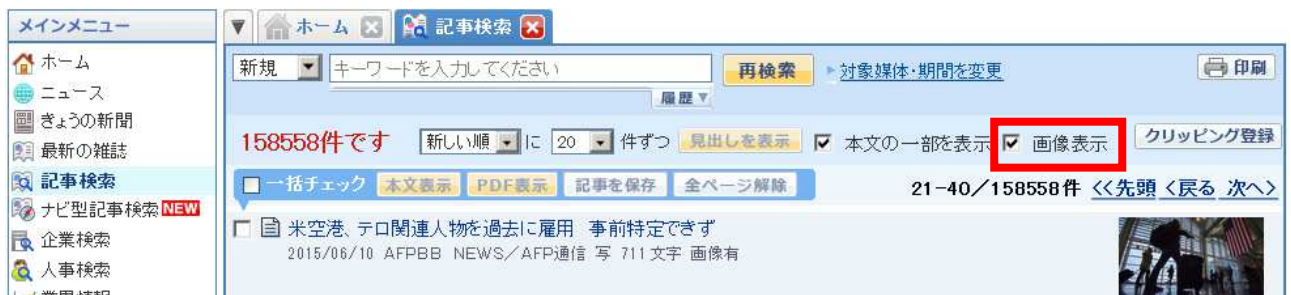 メインメニュー
ホーム
ニュース
きょうの新聞
最新の雑誌
記事検索
ナビ型記事検索 NEW
企業検索
人事検索
▼ ホーム 記事検索
新規 キーワードを入力してください 再検索 対象媒体・期間を変更 印刷
履歴▼
158558件です 新しい順 に 20 件ずつ 見出しを表示 本文の一部を表示 画像表示 クリッピング登録
一括チェック 本文表示 PDF表示 記事を保存 全ページ解除 21-40/158558件 <<先頭 <戻る 次へ>
米空港、テロ関連人物を過去に雇用 事前特定できず
2015/06/10 AFPBB NEWS/AFP通信 写 711文字 画像有